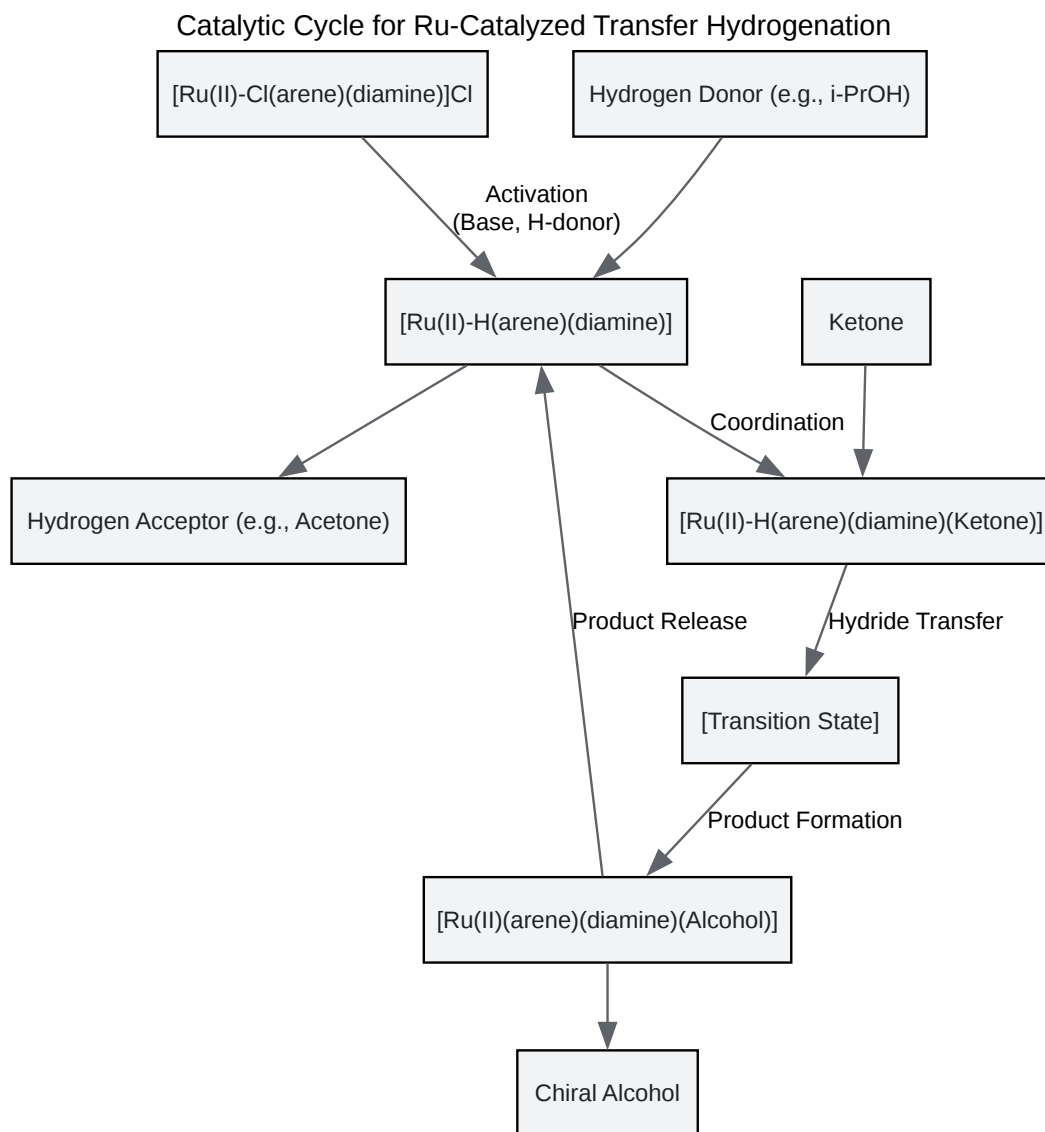 Catalytic Cycle for Ru-Catalyzed Transfer Hydrogenation
[Ru(II)-Cl(arene)(diamine)]Cl
Hydrogen Donor (e.g., i-PrOH)
Activation
(Base, H-donor)
[Ru(II)-H(arene)(diamine)]
Ketone
Coordination
Hydrogen Acceptor (e.g., Acetone)
[Ru(II)-H(arene)(diamine)(Ketone)]
Product Release
Hydride Transfer
[Transition State]
Product Formation
[Ru(II)(arene)(diamine)(Alcohol)]
Chiral Alcohol